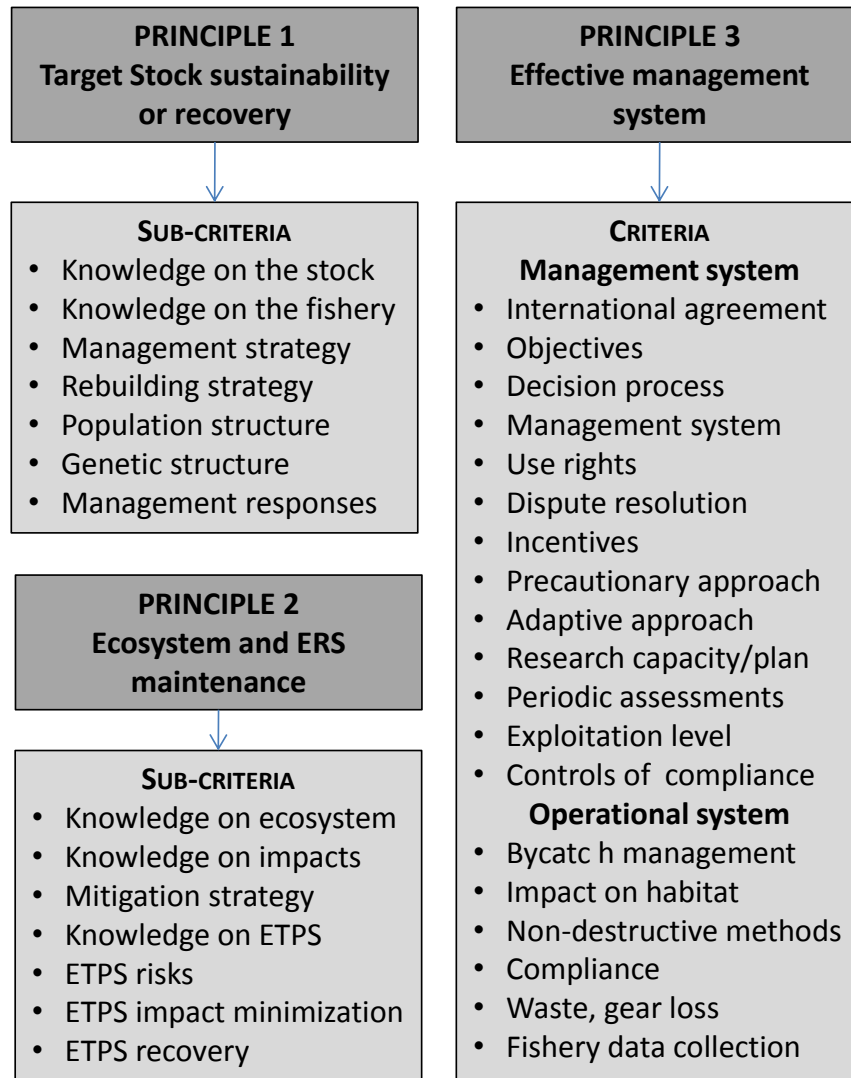 PRINCIPLE 1
Target Stock sustainability
or recovery
SUB-CRITERIA
• Knowledge on the stock
• Knowledge on the fishery
• Management strategy
• Rebuilding strategy
• Population structure
• Genetic structure
• Management responses
PRINCIPLE 2
Ecosystem and ERS
maintenance
SUB-CRITERIA
• Knowledge on ecosystem
• Knowledge on impacts
• Mitigation strategy
• Knowledge on ETPS
• ETPS risks
• ETPS impact minimization
• ETPS recovery
PRINCIPLE 3
Effective management
system
CRITERIA
Management system
• International agreement
• Objectives
• Decision process
• Management system
• Use rights
• Dispute resolution
• Incentives
• Precautionary approach
• Adaptive approach
• Research capacity/plan
• Periodic assessments
• Exploitation level
• Controls of compliance
Operational system
• Bycatc h management
• Impact on habitat
• Non-destructive methods
• Compliance
• Waste, gear loss
• Fishery data collection